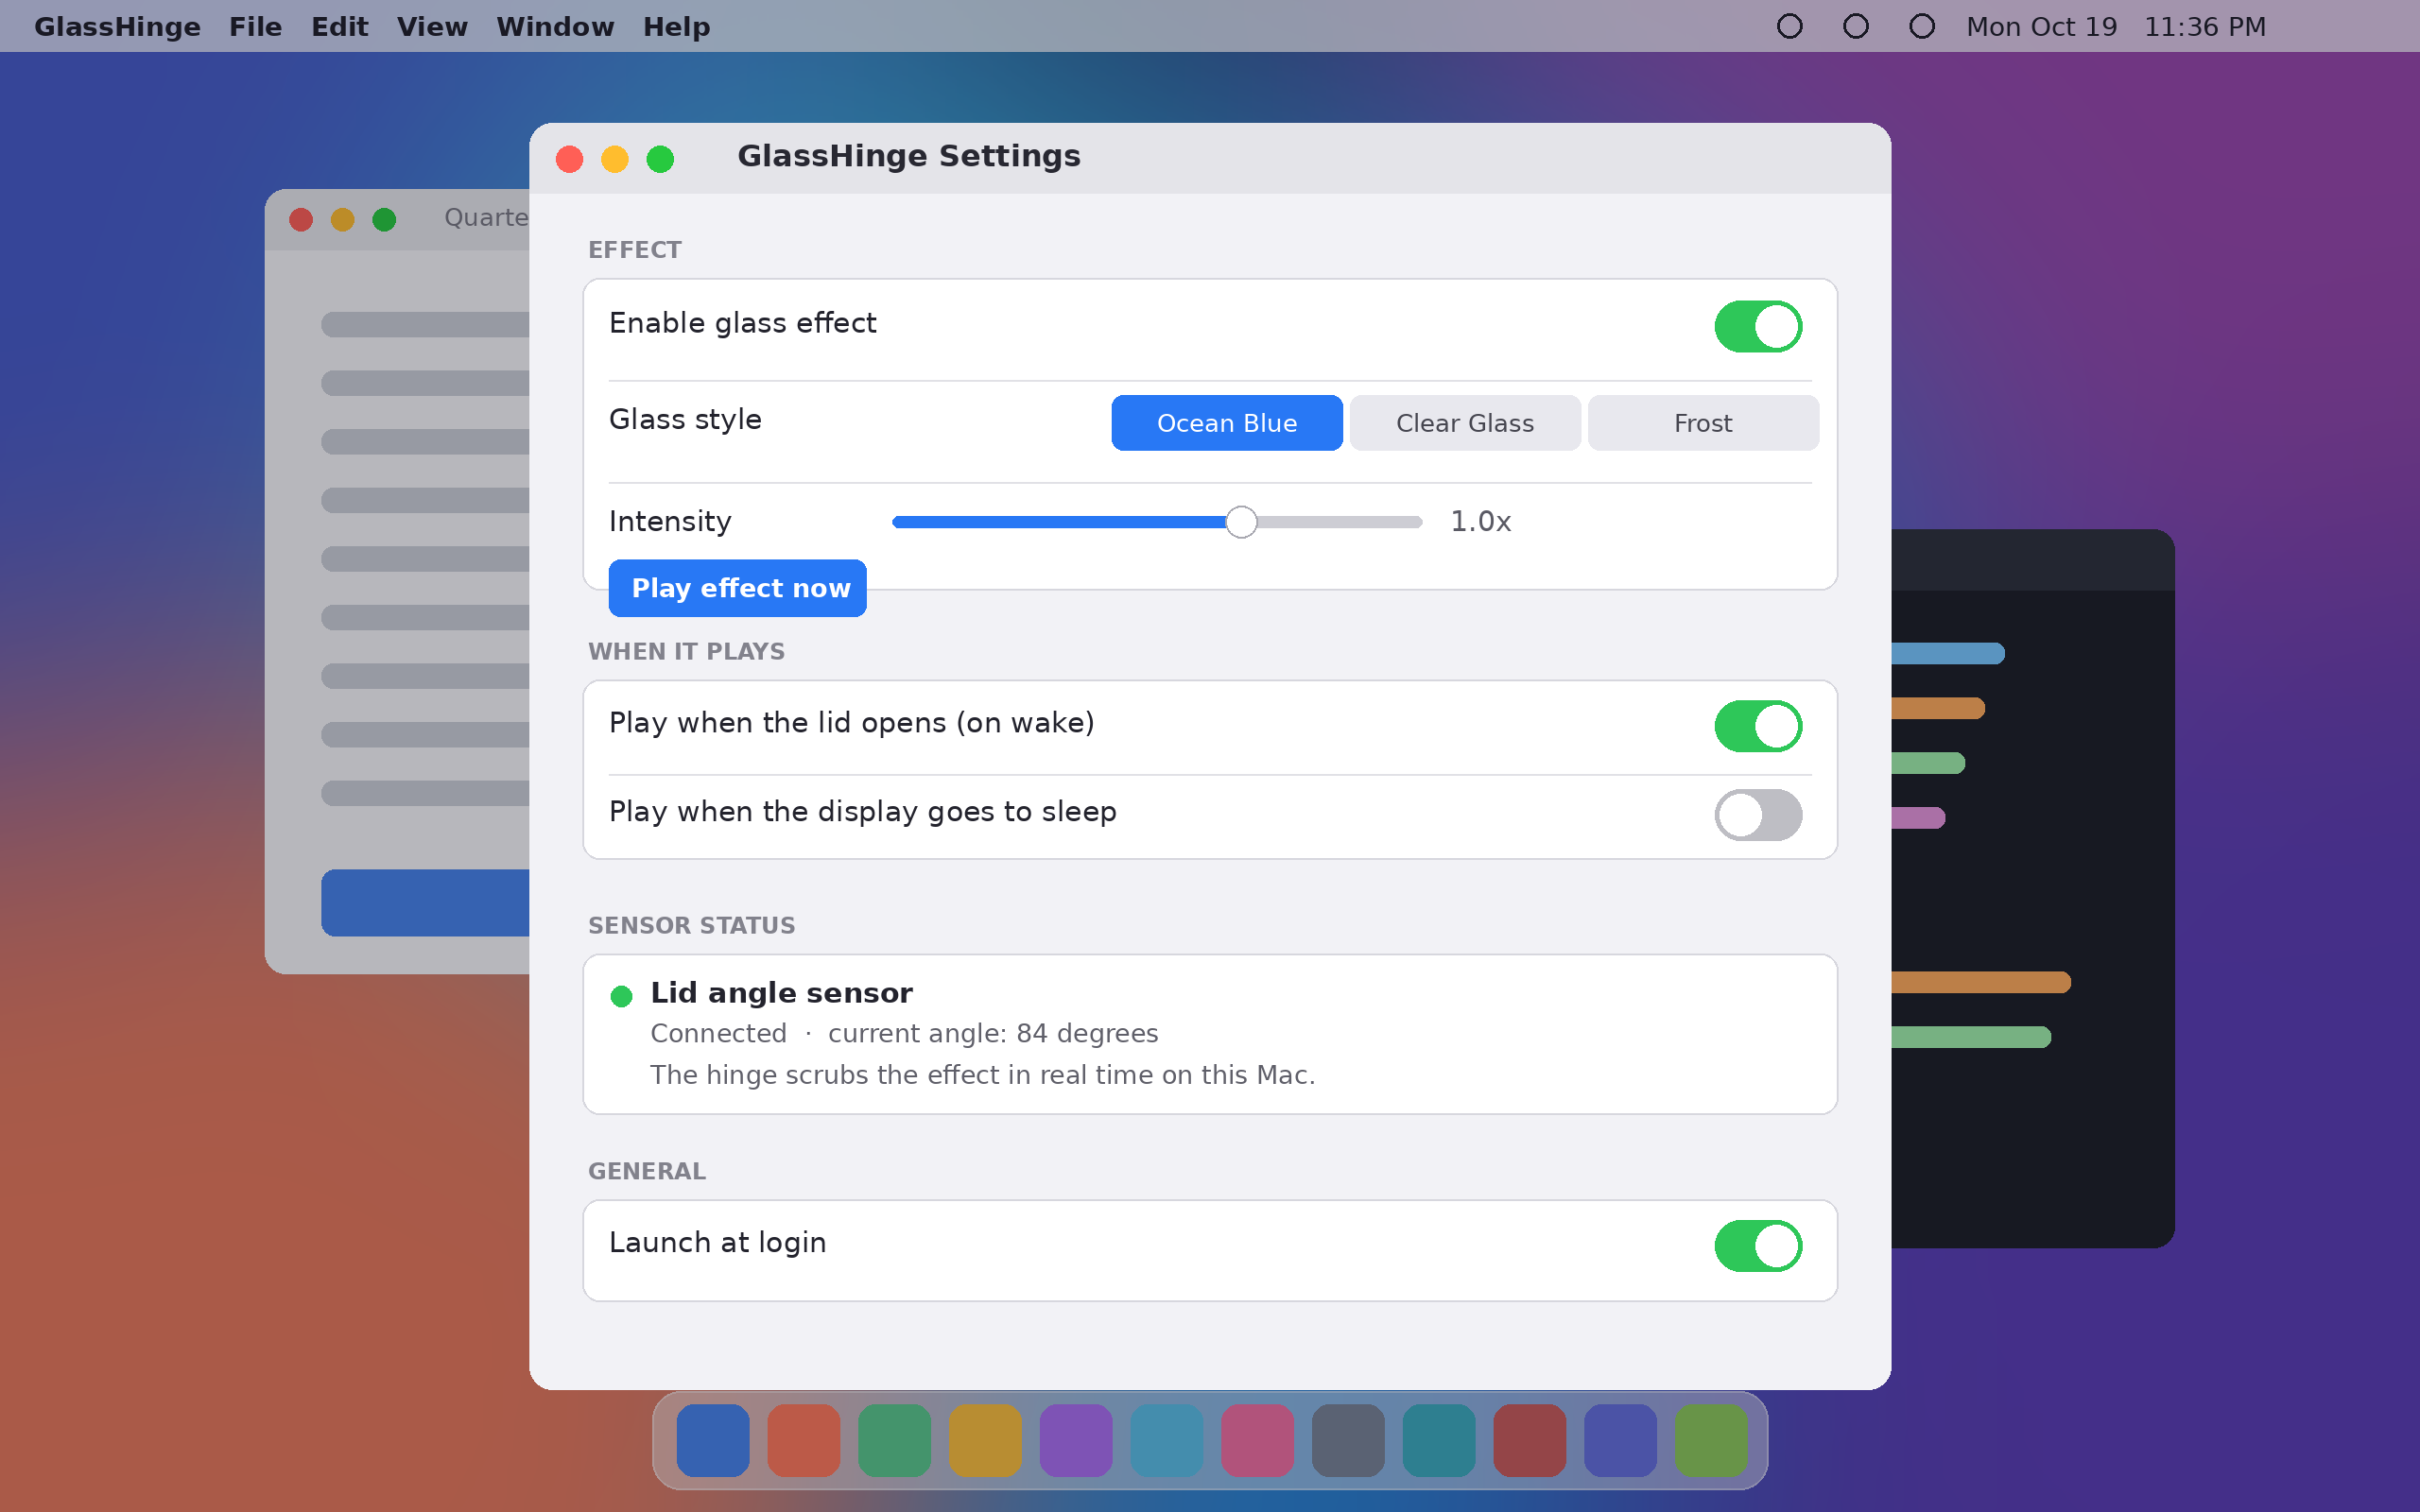 GlassHinge File Edit View Window Help Mon Oct 19 11:36 PM
GlassHinge Settings
Quarte
EFFECT
Enable glass effect
Glass style Ocean Blue Clear Glass Frost
Intensity 1.0x
Play effect now
WHEN IT PLAYS
Play when the lid opens (on wake)
Play when the display goes to sleep
SENSOR STATUS
Lid angle sensor
Connected · current angle: 84 degrees
The hinge scrubs the effect in real time on this Mac.
GENERAL
Launch at login